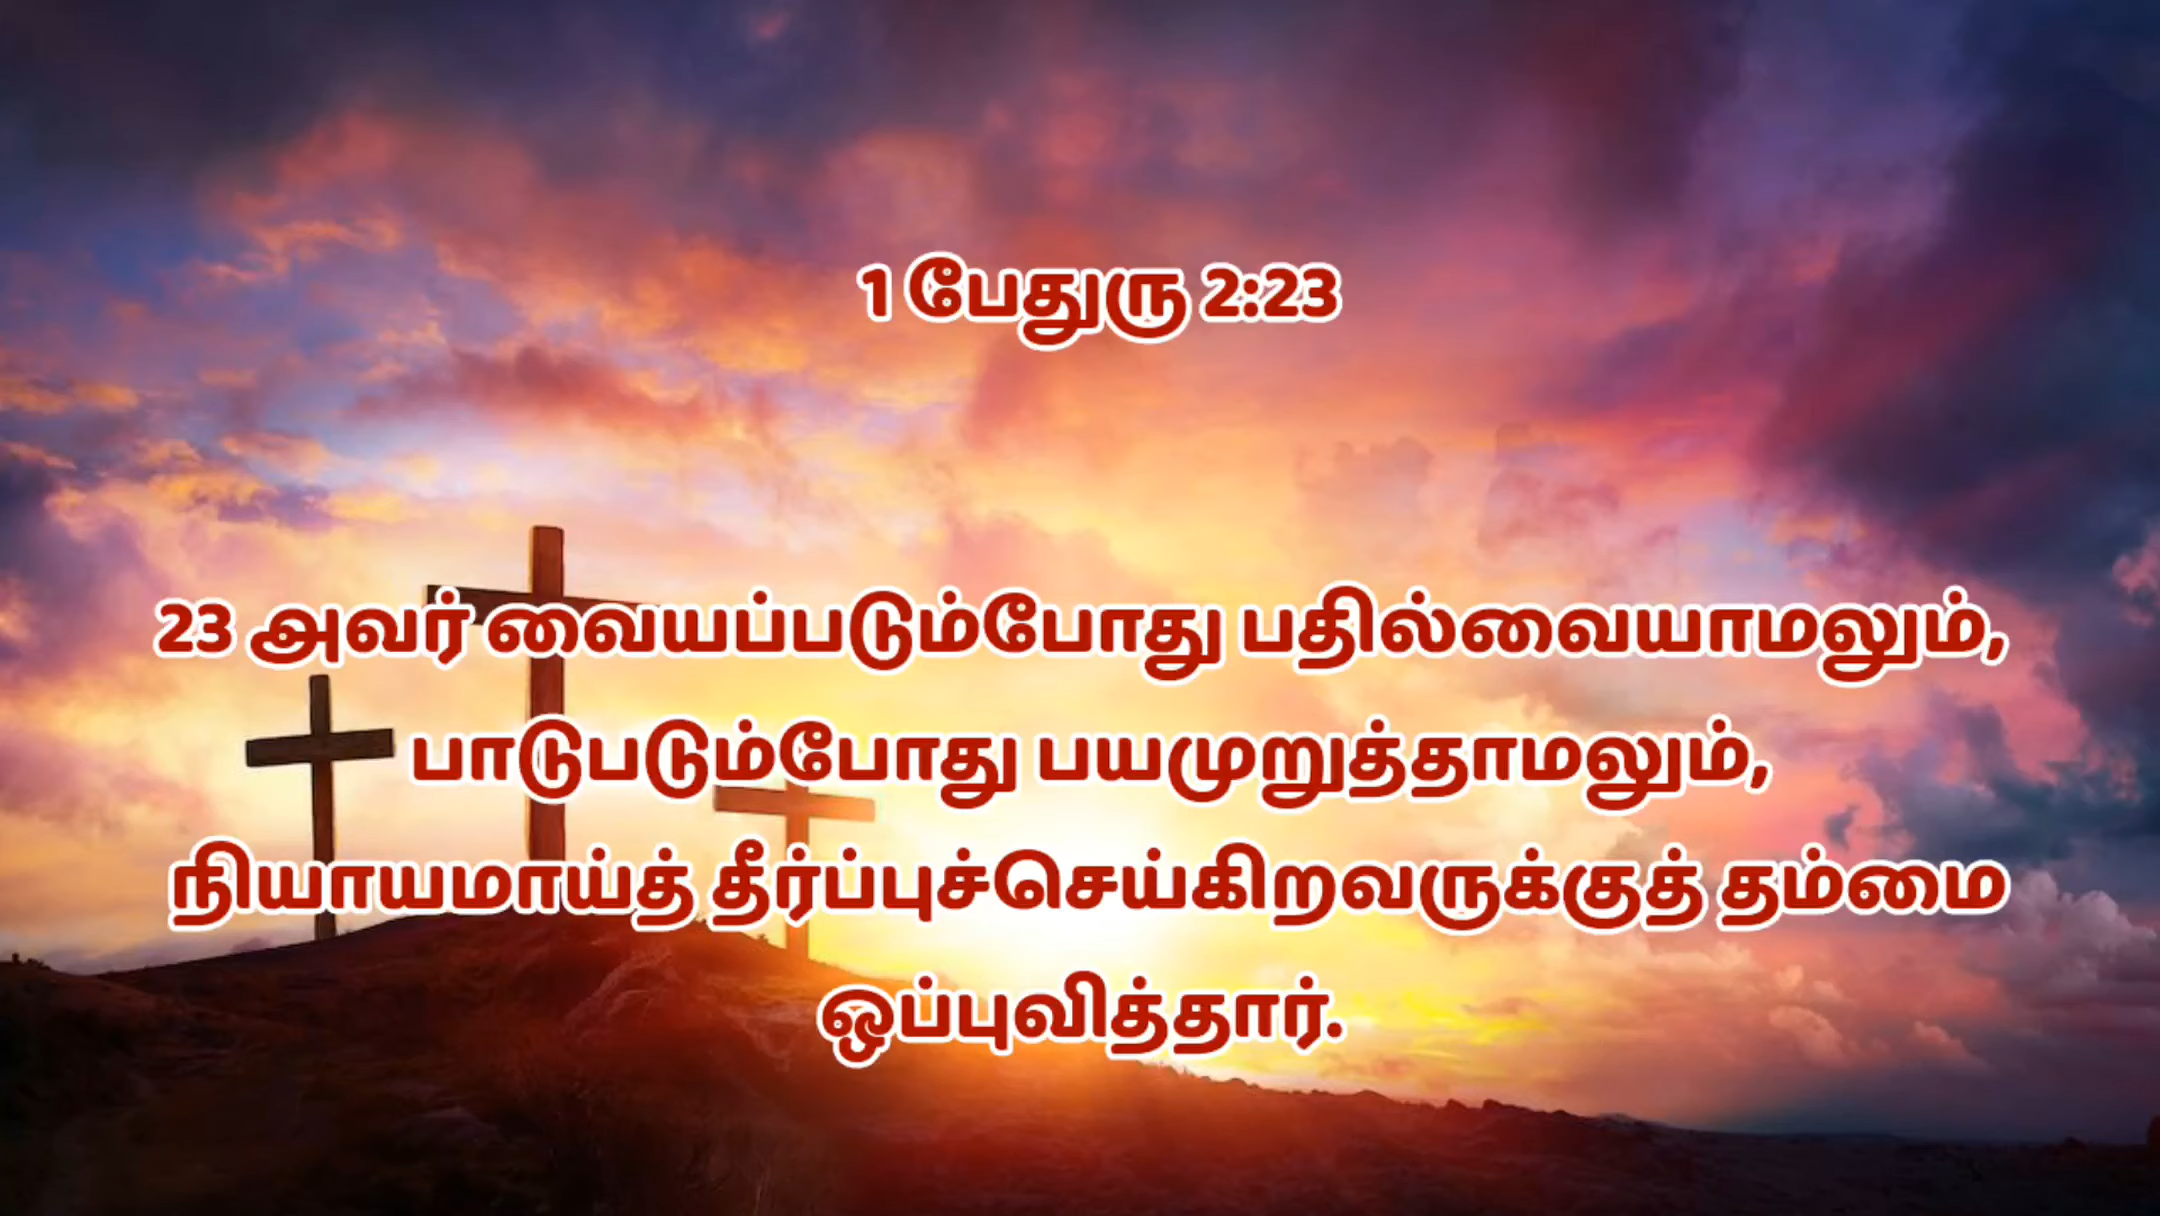 1 பேதுரு 2:23
23 அவர் வையப்படும்போது பதில்வையாமலும்,
பாடுபடும்போது பயமுறுத்தாமலும்,
நியாயமாய்த் தீர்ப்புச்செய்கிறவருக்குத் தம்மை
ஒப்புவித்தார்.